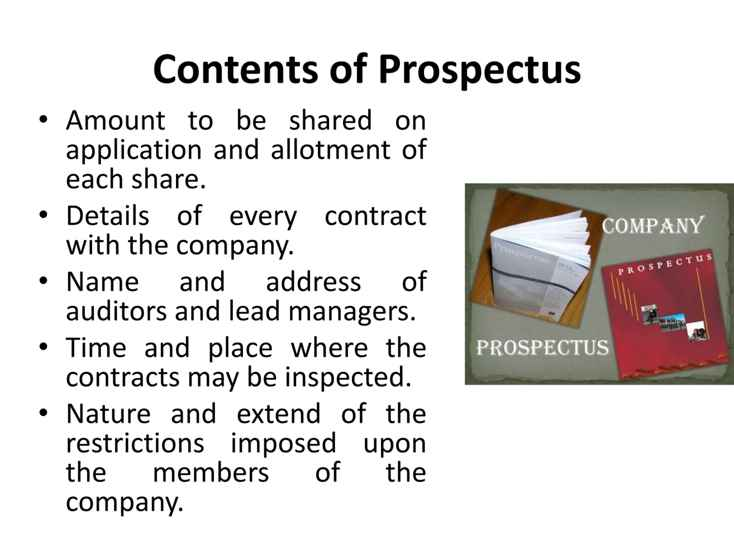 Contents of Prospectus
• Amount to be shared on
application and allotment of
each share.
• Details of every contract
with the company.
• Name and address of
auditors and lead managers.
• Time and place where the
contracts may be inspected.
• Nature and extend of the
restrictions imposed upon
the members of the
company.
COMPANY
Prospectus
PROSPECTUS
PROSPECTUS